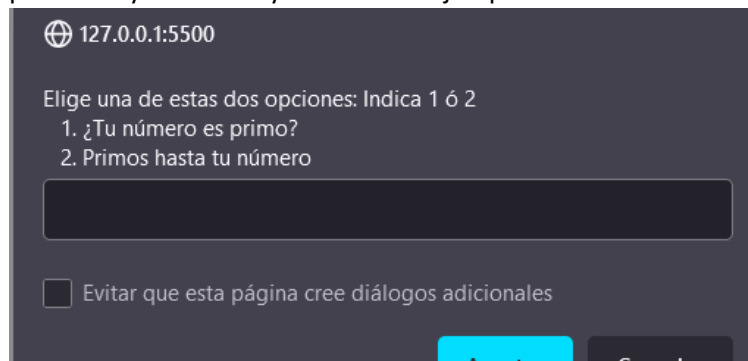 127.0.0.1:5500
Elige una de estas dos opciones: Indica 1 ó 2
1. ¿Tu número es primo?
2. Primos hasta tu número
Evitar que esta página cree diálogos adicionales